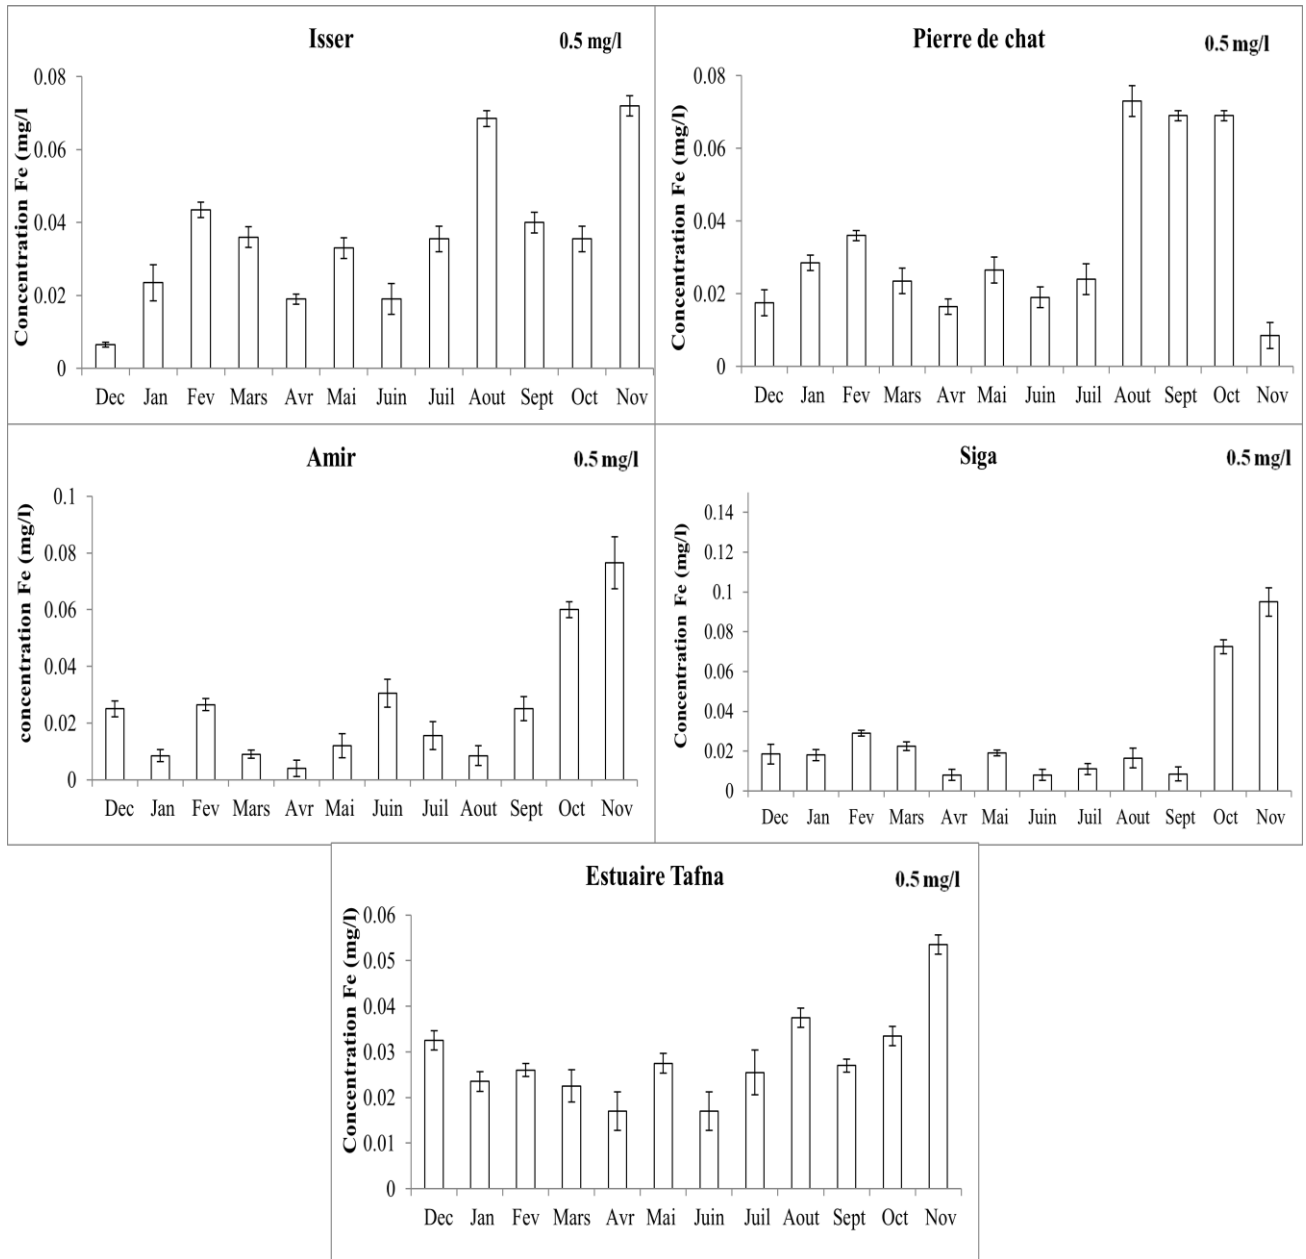 Isser 0.5 mg/l
Concentration Fe (mg/l
0.08
0.06
0.04
0.02
0
Dec Jan Fev Mars Avr Mai Juin Juil Aout Sept Oct Nov
Pierre de chat 0.5 mg/l
Concentration Fe (mg/l)
0.08
0.06
0.04
0.02
0
Dec Jan Fev Mars Avr Mai Juin Juil Aout Sept Oct Nov
Amir 0.5 mg/l
concentration Fe (mg/l)
0.1
0.08
0.06
0.04
0.02
0
Dec Jan Fev Mars Avr Mai Juin Juil Aout Sept Oct Nov
Siga 0.5 mg/l
Concentration Fe (mg/l)
0.14
0.12
0.1
0.08
0.06
0.04
0.02
0
Dec Jan Fev Mars Avr Mai Juin Juil Aout Sept Oct Nov
Estuaire Tafna 0.5 mg/l
Concentration Fe (mg/l)
0.06
0.05
0.04
0.03
0.02
0.01
0
Dec Jan Fev Mars Avr Mai Juin Juil Aout Sept Oct Nov